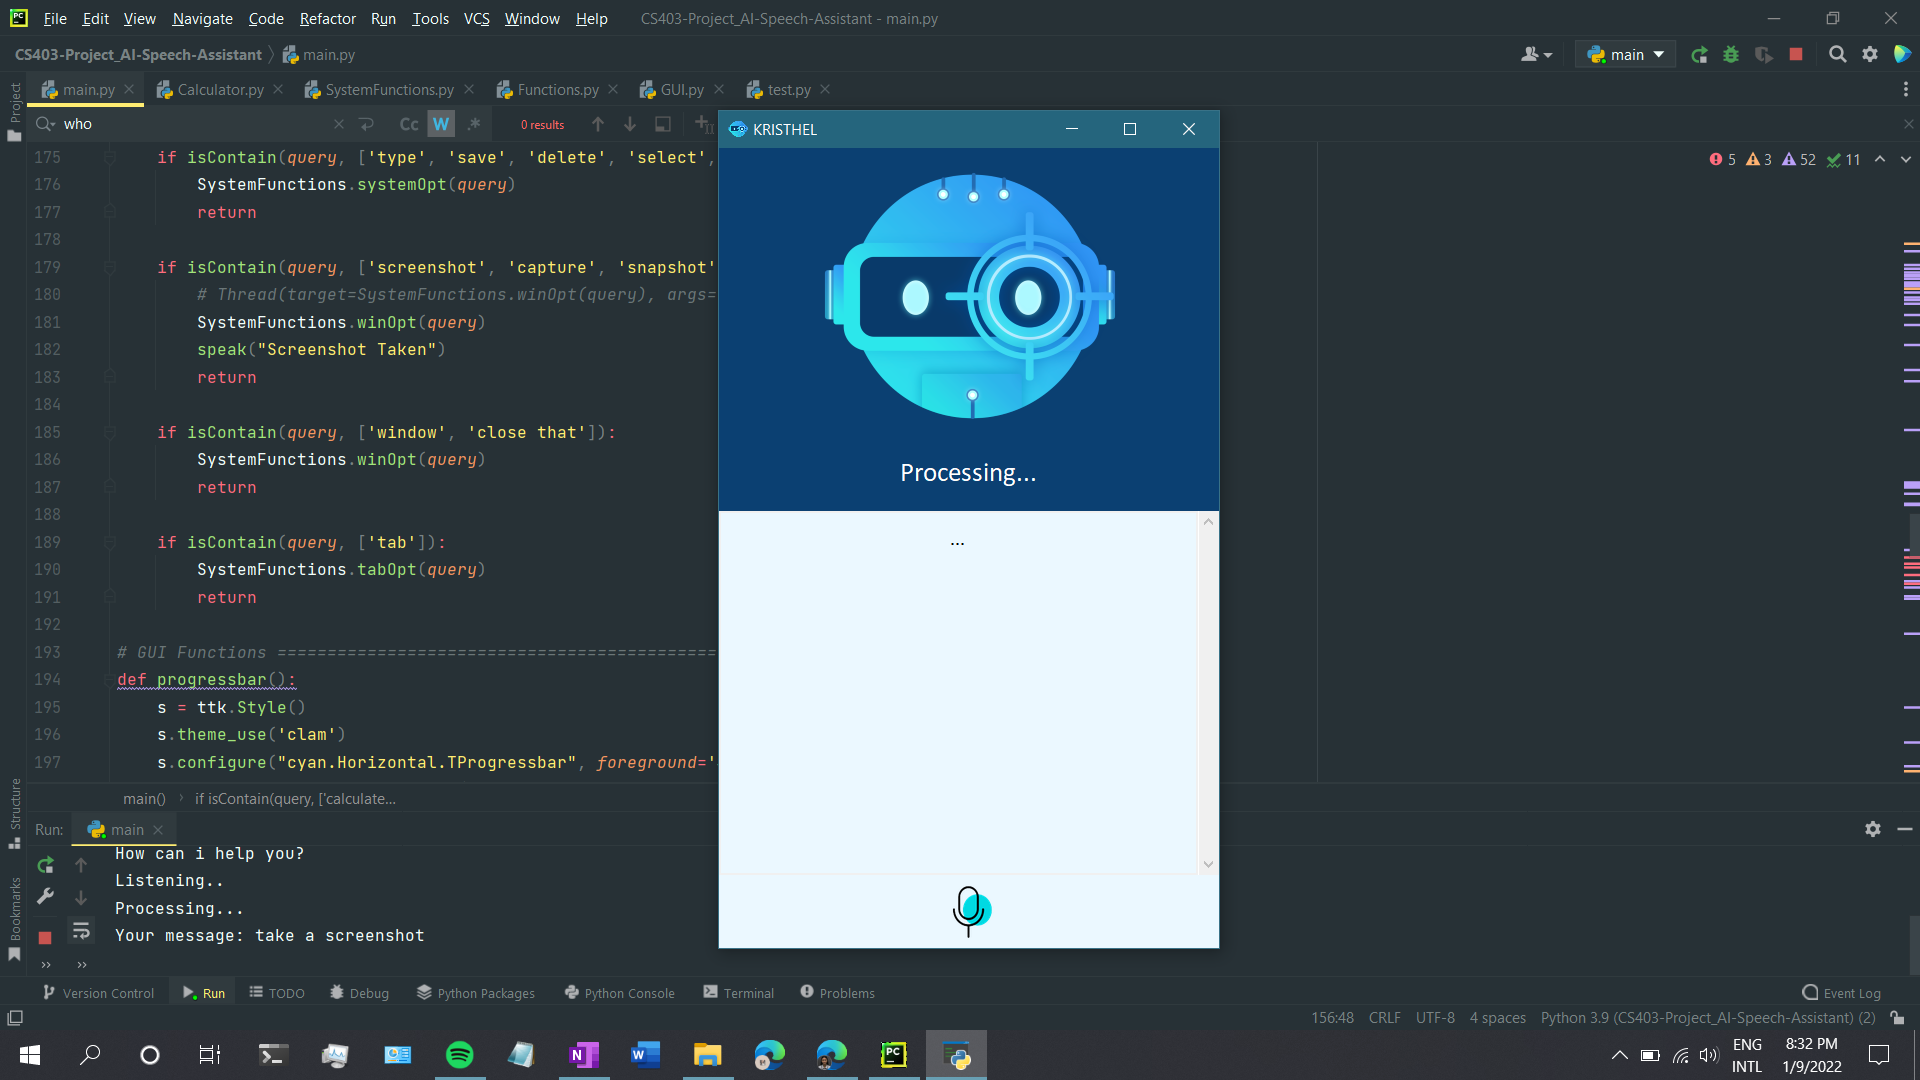 File Edit View Navigate Code Refactor Run Tools VCS Window Help CS403-Project_AI-Speech-Assistant - main.py
CS403-Project_AI-Speech-Assistant main.py main
main.py Calculator.py SystemFunctions.py Functions.py GUI.py test.py
who Cc W .* 0 results
5 3 52 11
Project
Structure
Bookmarks
175 if isContain(query, ['type', 'save', 'delete', 'select',
176 SystemFunctions.systemOpt(query)
177 return
178
179 if isContain(query, ['screenshot', 'capture', 'snapshot'
180 # Thread(target=SystemFunctions.winOpt(query), args=
181 SystemFunctions.winOpt(query)
182 speak("Screenshot Taken")
183 return
184
185 if isContain(query, ['window', 'close that']):
186 SystemFunctions.winOpt(query)
187 return
188
189 if isContain(query, ['tab']):
190 SystemFunctions.tabOpt(query)
191 return
192
193 # GUI Functions ============================================
194 def progressbar():
195 s = ttk.Style()
196 s.theme_use('clam')
197 s.configure("cyan.Horizontal.TProgressbar", foreground='
main() if isContain(query, ['calculate...
KRISTHEL
Processing...
...
Run: main
How can i help you?
Listening..
Processing...
Your message: take a screenshot
Version Control Run TODO Debug Python Packages Python Console Terminal Problems Event Log
156:48 CRLF UTF-8 4 spaces Python 3.9 (CS403-Project_AI-Speech-Assistant) (2)
ENG
INTL
8:32 PM
1/9/2022